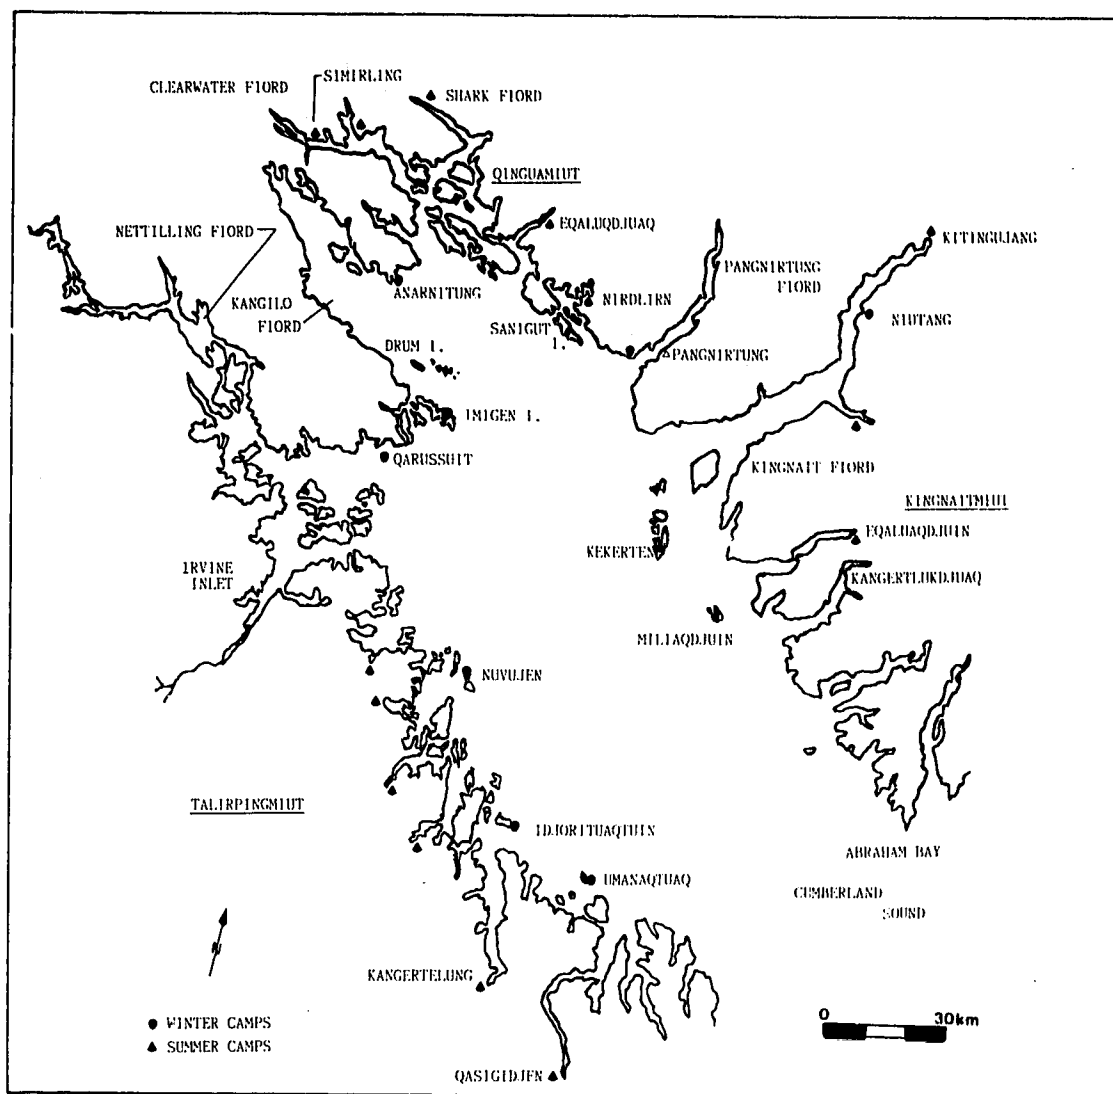 SIMIRLING
CLEARWATER FIORD
SHARK FIORD
QINGUAMIUT
NETTILLING FIORD
EQALUQDJUAQ
KITINGUJANG
PANGNIRTUNG
FIORD
KANGILO
FIORD
ANARNITUNG
NIRDLIRN
SANIGUT
I.
NIUTANG
DRUM I.
PANGNIRTUNG
IMIGEN I.
QARUSSUIT
KINGNAIT FIORD
KINGNAITMIUT
KEKERTEN
EQALUAQDJUIN
IRVINE
INLET
KANGERTLUKDJUAQ
MILIAQDJUIN
NUVUJEN
TALIRPINGMIUT
IDJORITUAQTUIN
ABRAHAM BAY
UMANAQTUAQ
CUMBERLAND
SOUND
N
KANGERTELUNG
WINTER CAMPS
SUMMER CAMPS
0 30km
QASIGIDJEN